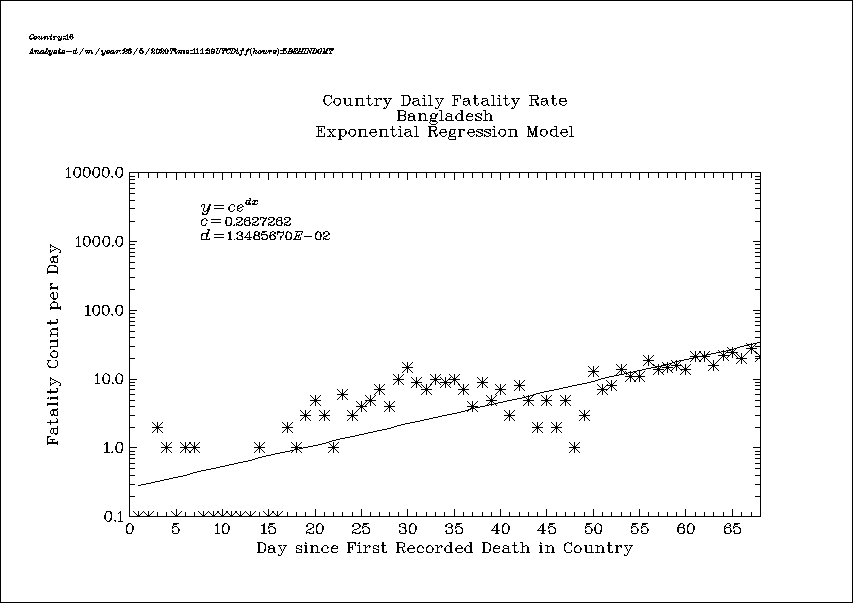 Country Daily Fatality Rate
Bangladesh
Exponential Regression Model
10000.0
y=ce^dx
c=0.2627262
d=1.3485670E-02
1000.0
100.0
10.0
1.0
0.1
Fatality Count per Day
0 5 10 15 20 25 30 35 40 45 50 55 60 65
Day since First Recorded Death in Country